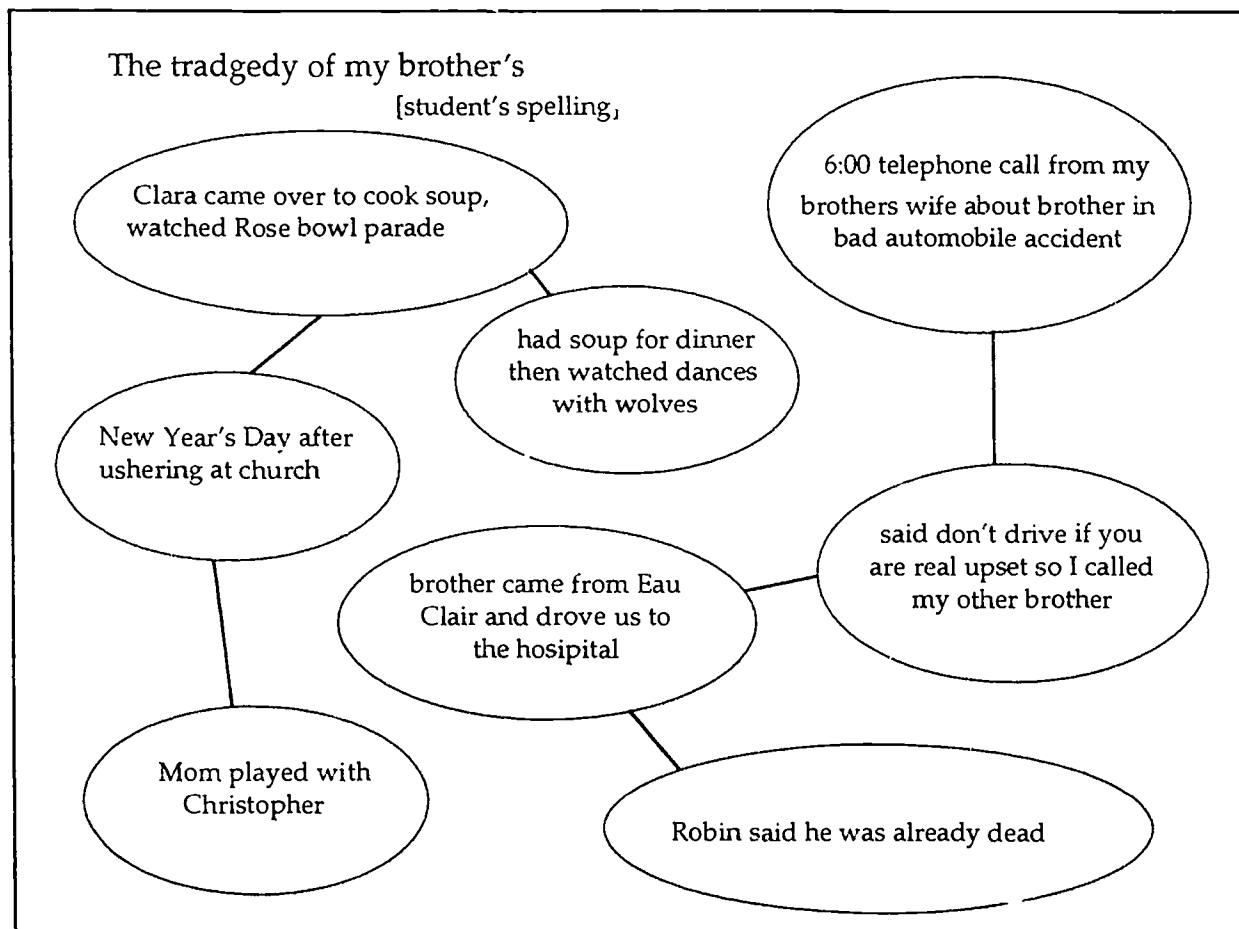 The tradgedy of my brother's
[student's spelling]
Clara came over to cook soup,
watched Rose bowl parade
6:00 telephone call from my
brothers wife about brother in
bad automobile accident
had soup for dinner
then watched dances
with wolves
New Year's Day after
ushering at church
said don't drive if you
are real upset so I called
my other brother
brother came from Eau
Clair and drove us to
the hosipital
Mom played with
Christopher
Robin said he was already dead